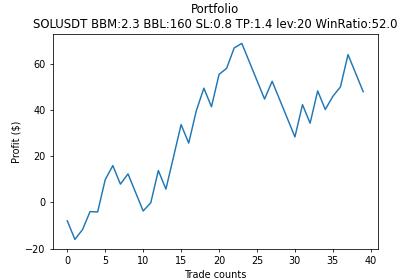 Portfolio
SOLUSDT BBM:2.3 BBL:160 SL:0.8 TP:1.4 lev:20 WinRatio:52.0
60
40
20
0
−20
Profit ($)
0 5 10 15 20 25 30 35 40
Trade counts